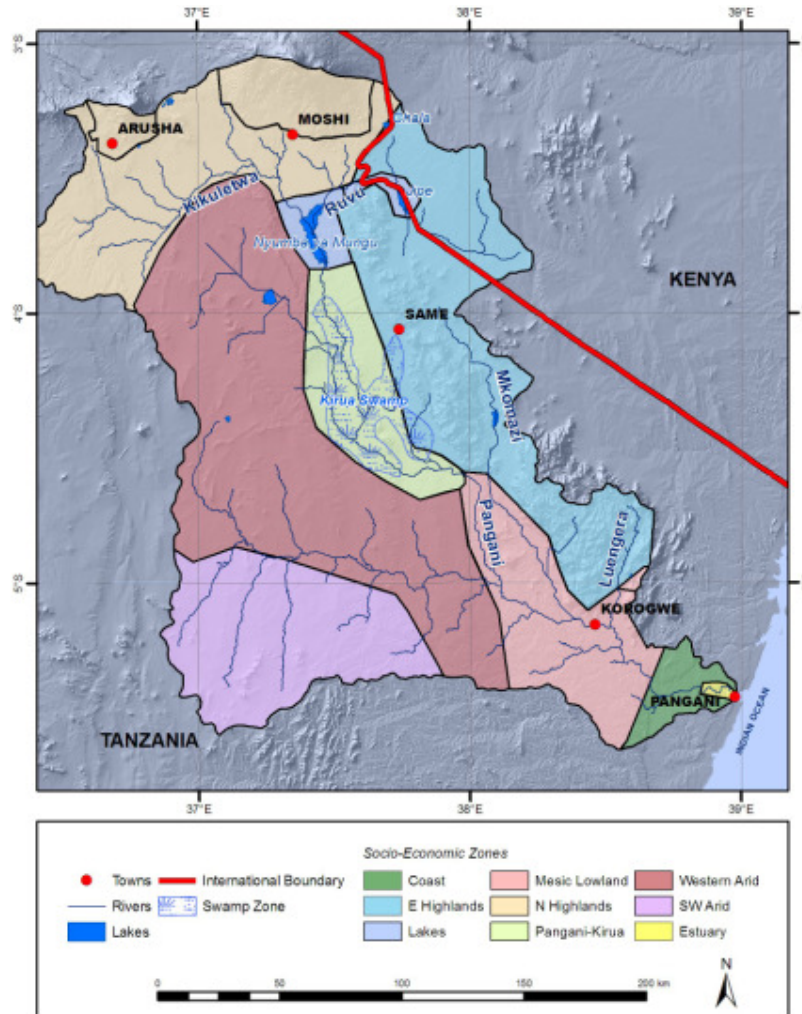 37°E
38°E
39°E
3°S
MOSHI
ARUSHA
Chala
Kikuletwa
Ruvu
Jipe
Nyumba ya Mungu
KENYA
4°S
SAME
Mkomazi
Kirua Swamp
Pangani
Luengera
5°S
KOROGWE
PANGANI
INDIAN OCEAN
TANZANIA
37°E
38°E
39°E
Socio-Economic Zones
Towns
International Boundary
Coast
Mesic Lowland
Western Arid
Rivers
Swamp Zone
E Highlands
N Highlands
SW Arid
Lakes
Lakes
Pangani-Kirua
Estuary
N
0 50 100 150 200 km